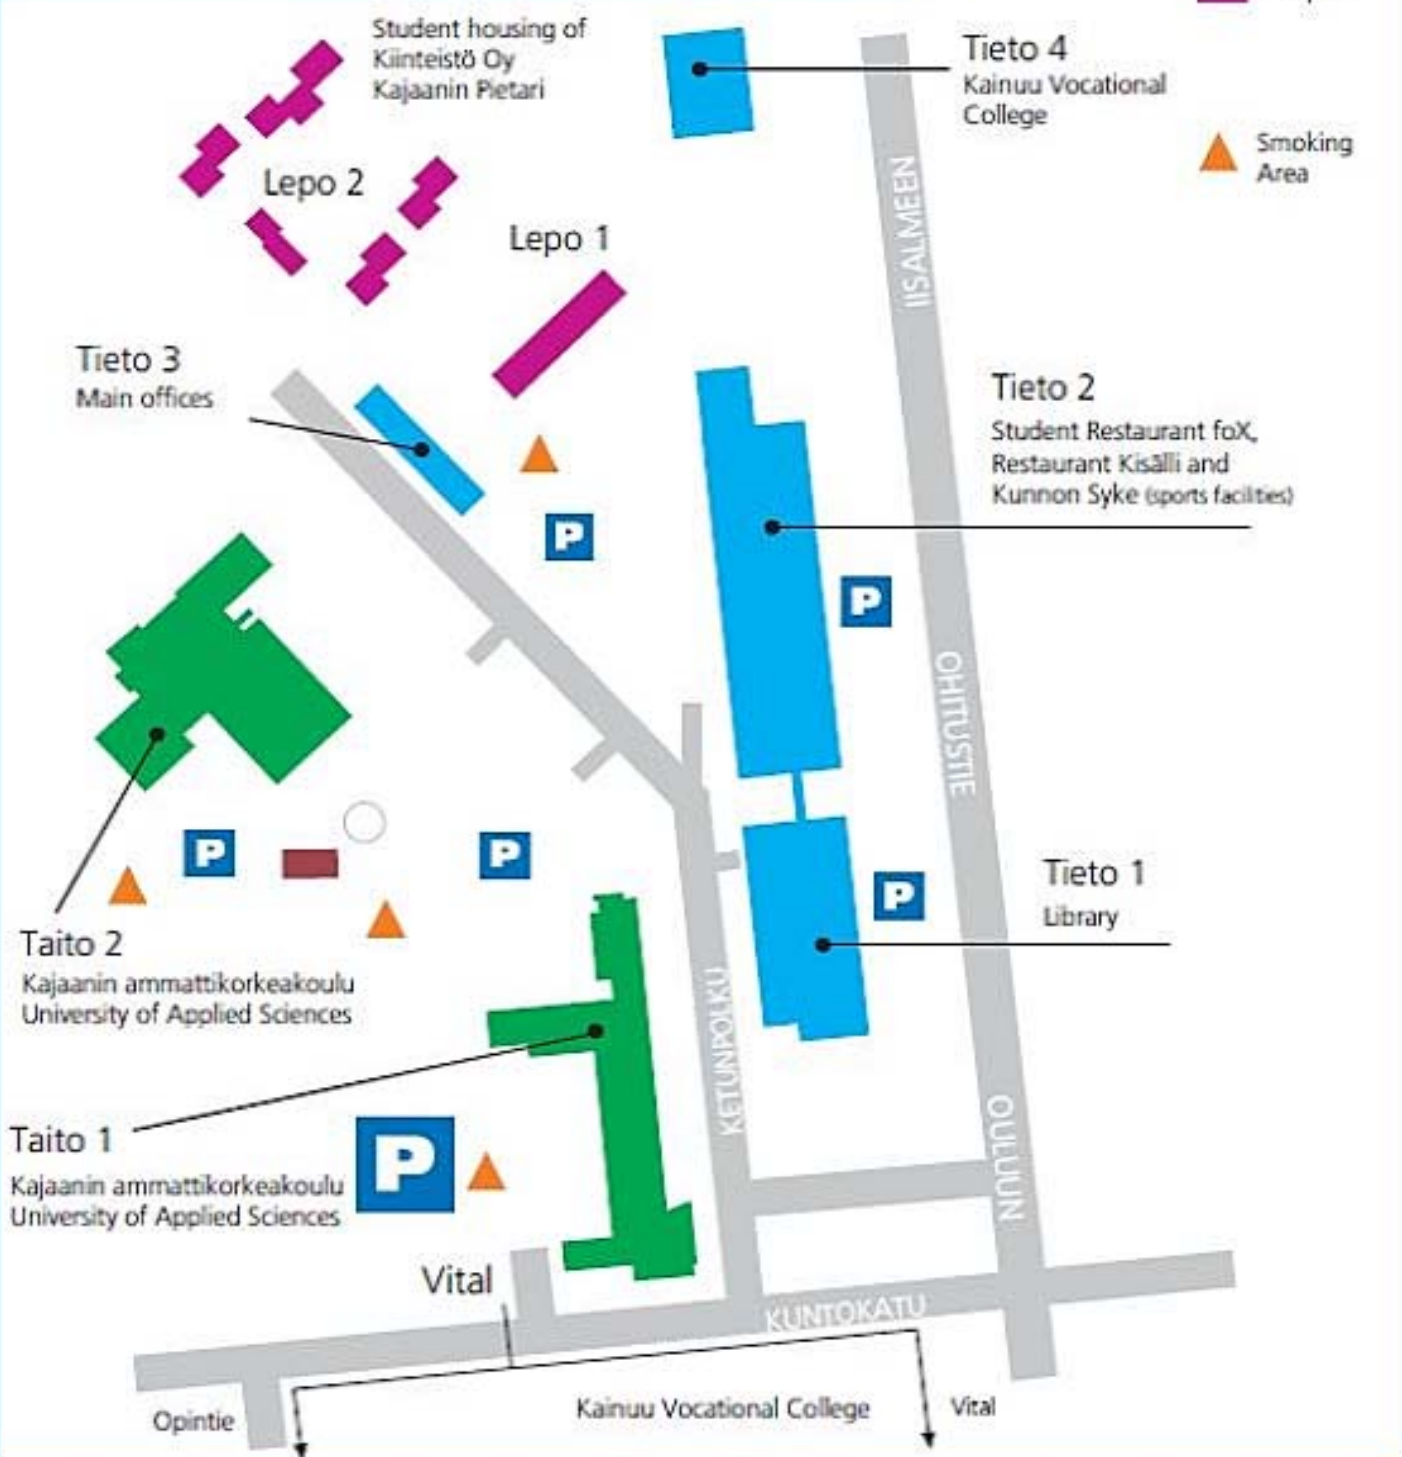 Student housing of
Kiinteistö Oy
Kajaanin Pietari
Tieto 4
Kainuu Vocational
College
Smoking
Area
Lepo 2
Lepo 1
IISALMEEN
Tieto 3
Main offices
Tieto 2
Student Restaurant foX,
Restaurant Kisälli and
Kunnon Syke (sports facilities)
P
P
OHITUSTIE
P
P
P
Tieto 1
Library
Taito 2
Kajaanin ammattikorkeakoulu
University of Applied Sciences
KETUNPOLKU
OULUUN
Taito 1
Kajaanin ammattikorkeakoulu
University of Applied Sciences
P
Vital
KUNTOKATU
Opintie
Kainuu Vocational College
Vital